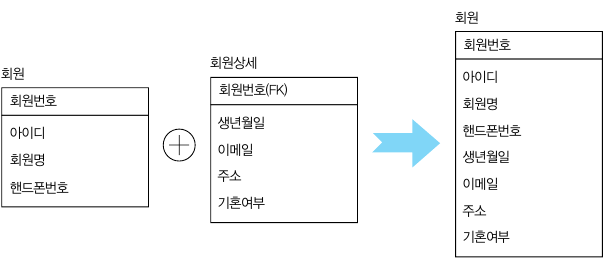 회원
회원번호
아이디
회원명
핸드폰번호
회원상세
회원번호(FK)
생년월일
이메일
주소
기혼여부
회원
회원번호
아이디
회원명
핸드폰번호
생년월일
이메일
주소
기혼여부